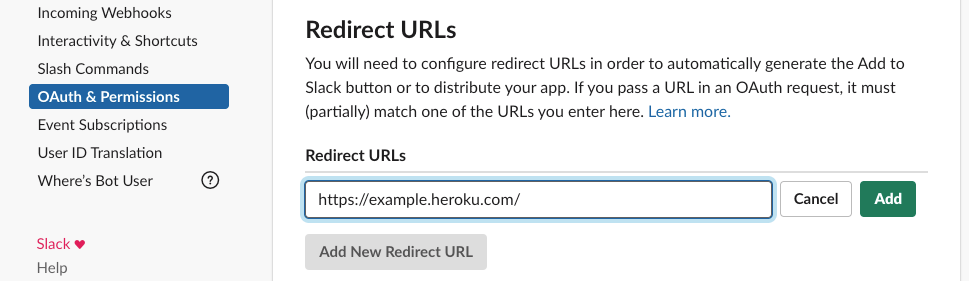 Incoming Webhooks
Interactivity & Shortcuts
Slash Commands
OAuth & Permissions
Event Subscriptions
User ID Translation
Where's Bot User ?
Slack ♥
Help
Redirect URLs
You will need to configure redirect URLs in order to automatically generate the Add to
Slack button or to distribute your app. If you pass a URL in an OAuth request, it must
(partially) match one of the URLs you enter here. Learn more.
Redirect URLs
https://example.heroku.com/ Cancel Add
Add New Redirect URL